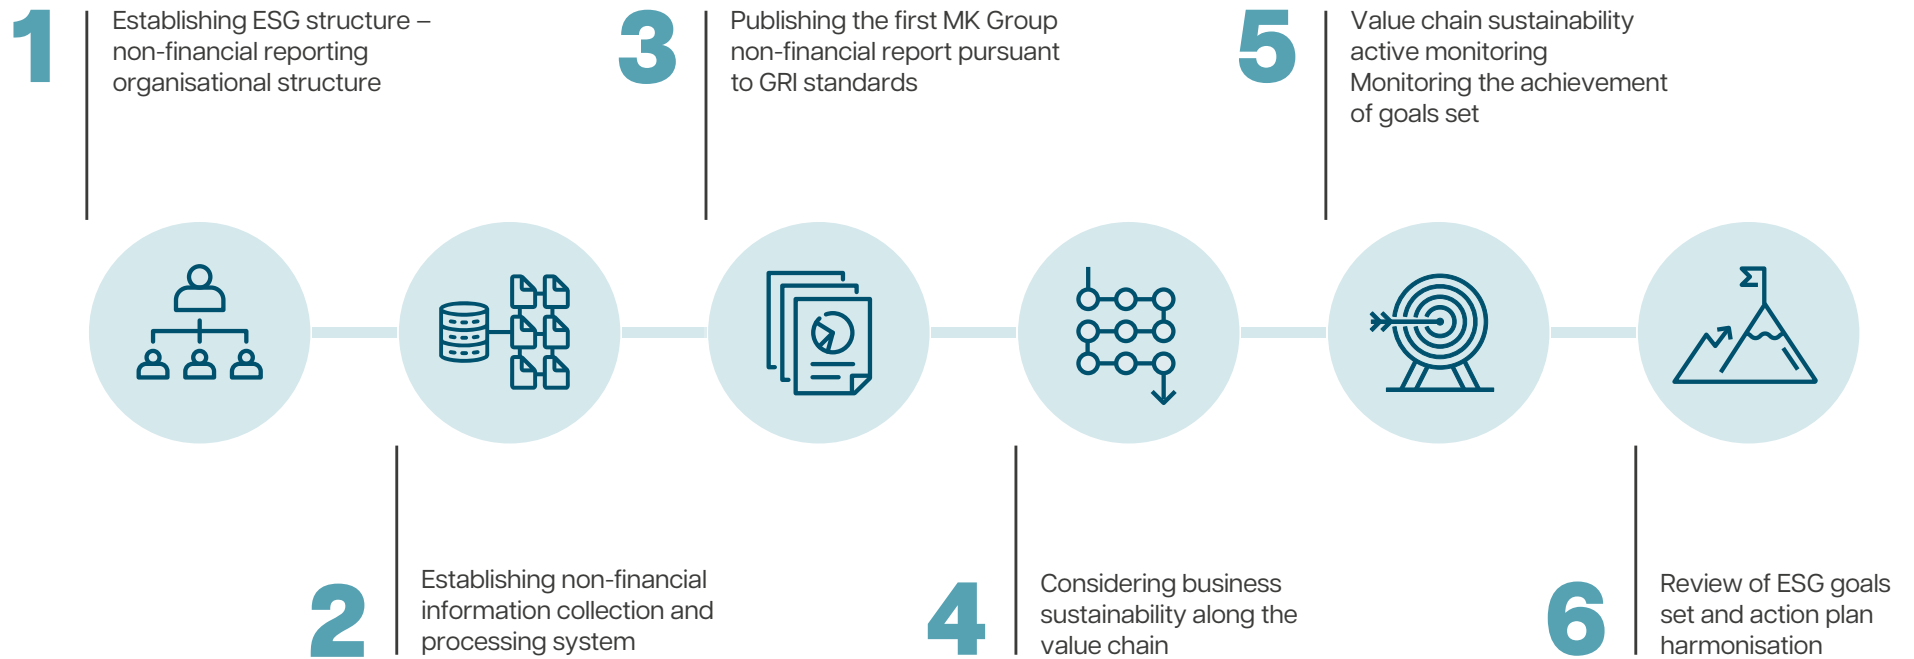 1
Establishing ESG structure –
non-financial reporting
organisational structure
2
Establishing non-financial
information collection and
processing system
3
Publishing the first MK Group
non-financial report pursuant
to GRI standards
4
Considering business
sustainability along the
value chain
5
Value chain sustainability
active monitoring
Monitoring the achievement
of goals set
6
Review of ESG goals
set and action plan
harmonisation